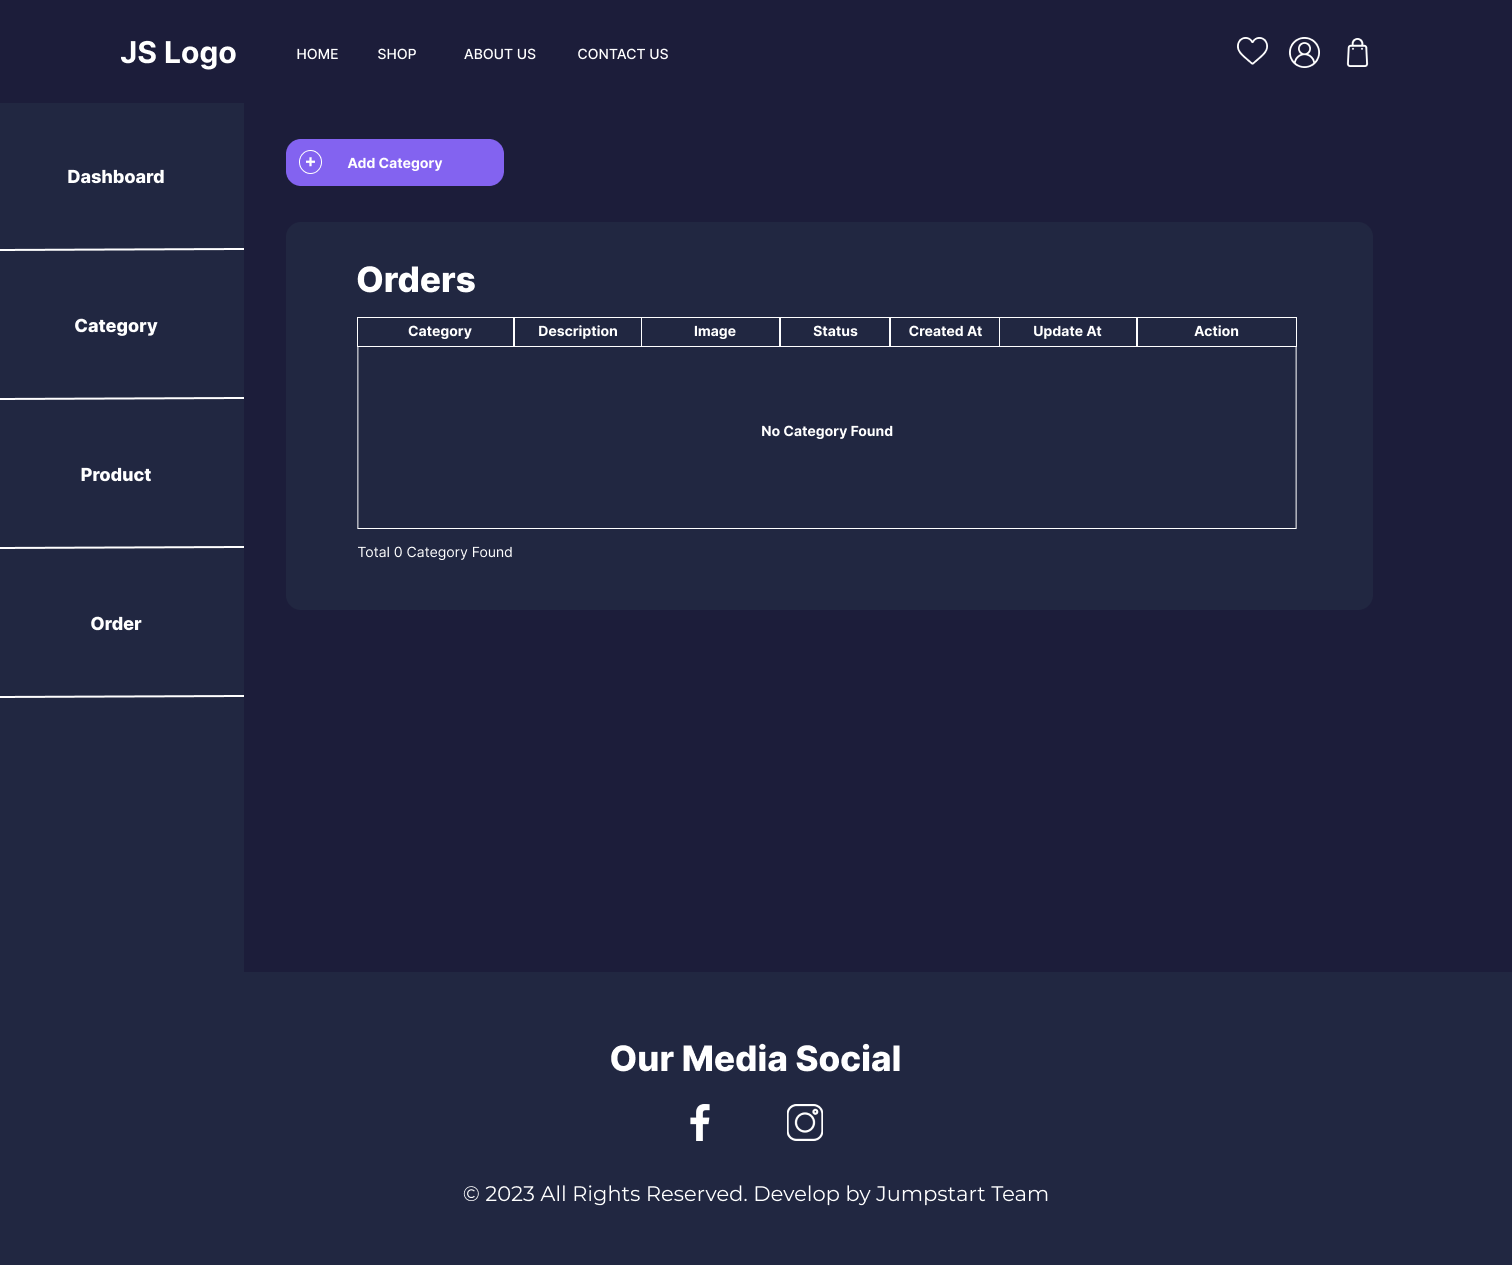 JS Logo HOME SHOP ABOUT US CONTACT US
Dashboard
Category
Product
Order
Add Category
Orders
Category Description Image Status Created At Update At Action
No Category Found
Total 0 Category Found
Our Media Social
© 2023 All Rights Reserved. Develop by Jumpstart Team